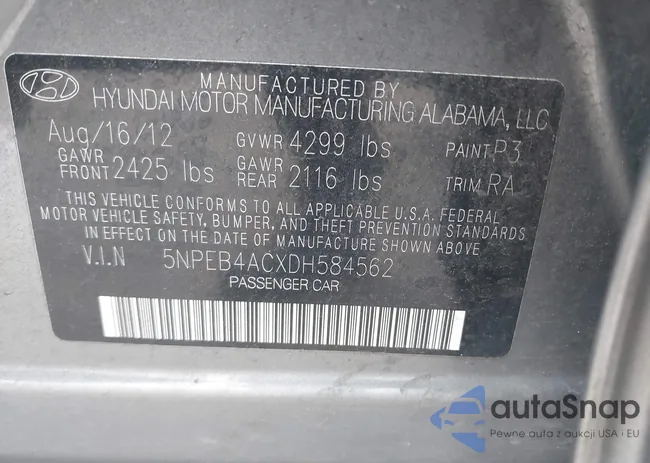 MANUFACTURED BY
HYUNDAI MOTOR MANUFACTURING ALABAMA, LLC
Aug/16/12 GVWR 4299 lbs PAINT P3
GAWR FRONT 2425 lbs GAWR REAR 2116 lbs TRIM RA
THIS VEHICLE CONFORMS TO ALL APPLICABLE U.S.A. FEDERAL
MOTOR VEHICLE SAFETY, BUMPER, AND THEFT PREVENTION
STANDARDS IN EFFECT ON THE DATE OF MANUFACTURE SHOWN ABOVE.
V.I.N 5NPEB4ACXDH584562
PASSENGER CAR
autoSnap
Pewne auta z aukcji USA i EU